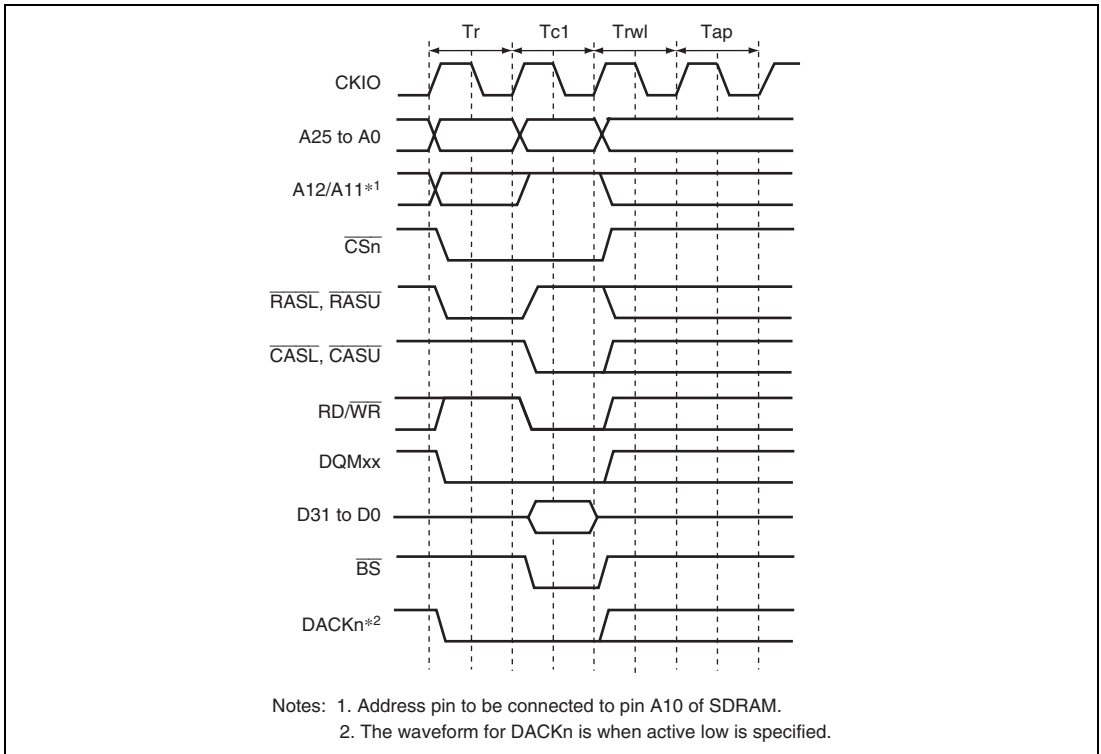 Tr Tc1 Trwl Tap
CKIO
A25 to A0
A12/A11*1
CSn
RASL, RASU
CASL, CASU
RD/WR
DQMxx
D31 to D0
BS
DACKn*2
Notes: 1. Address pin to be connected to pin A10 of SDRAM.
2. The waveform for DACKn is when active low is specified.